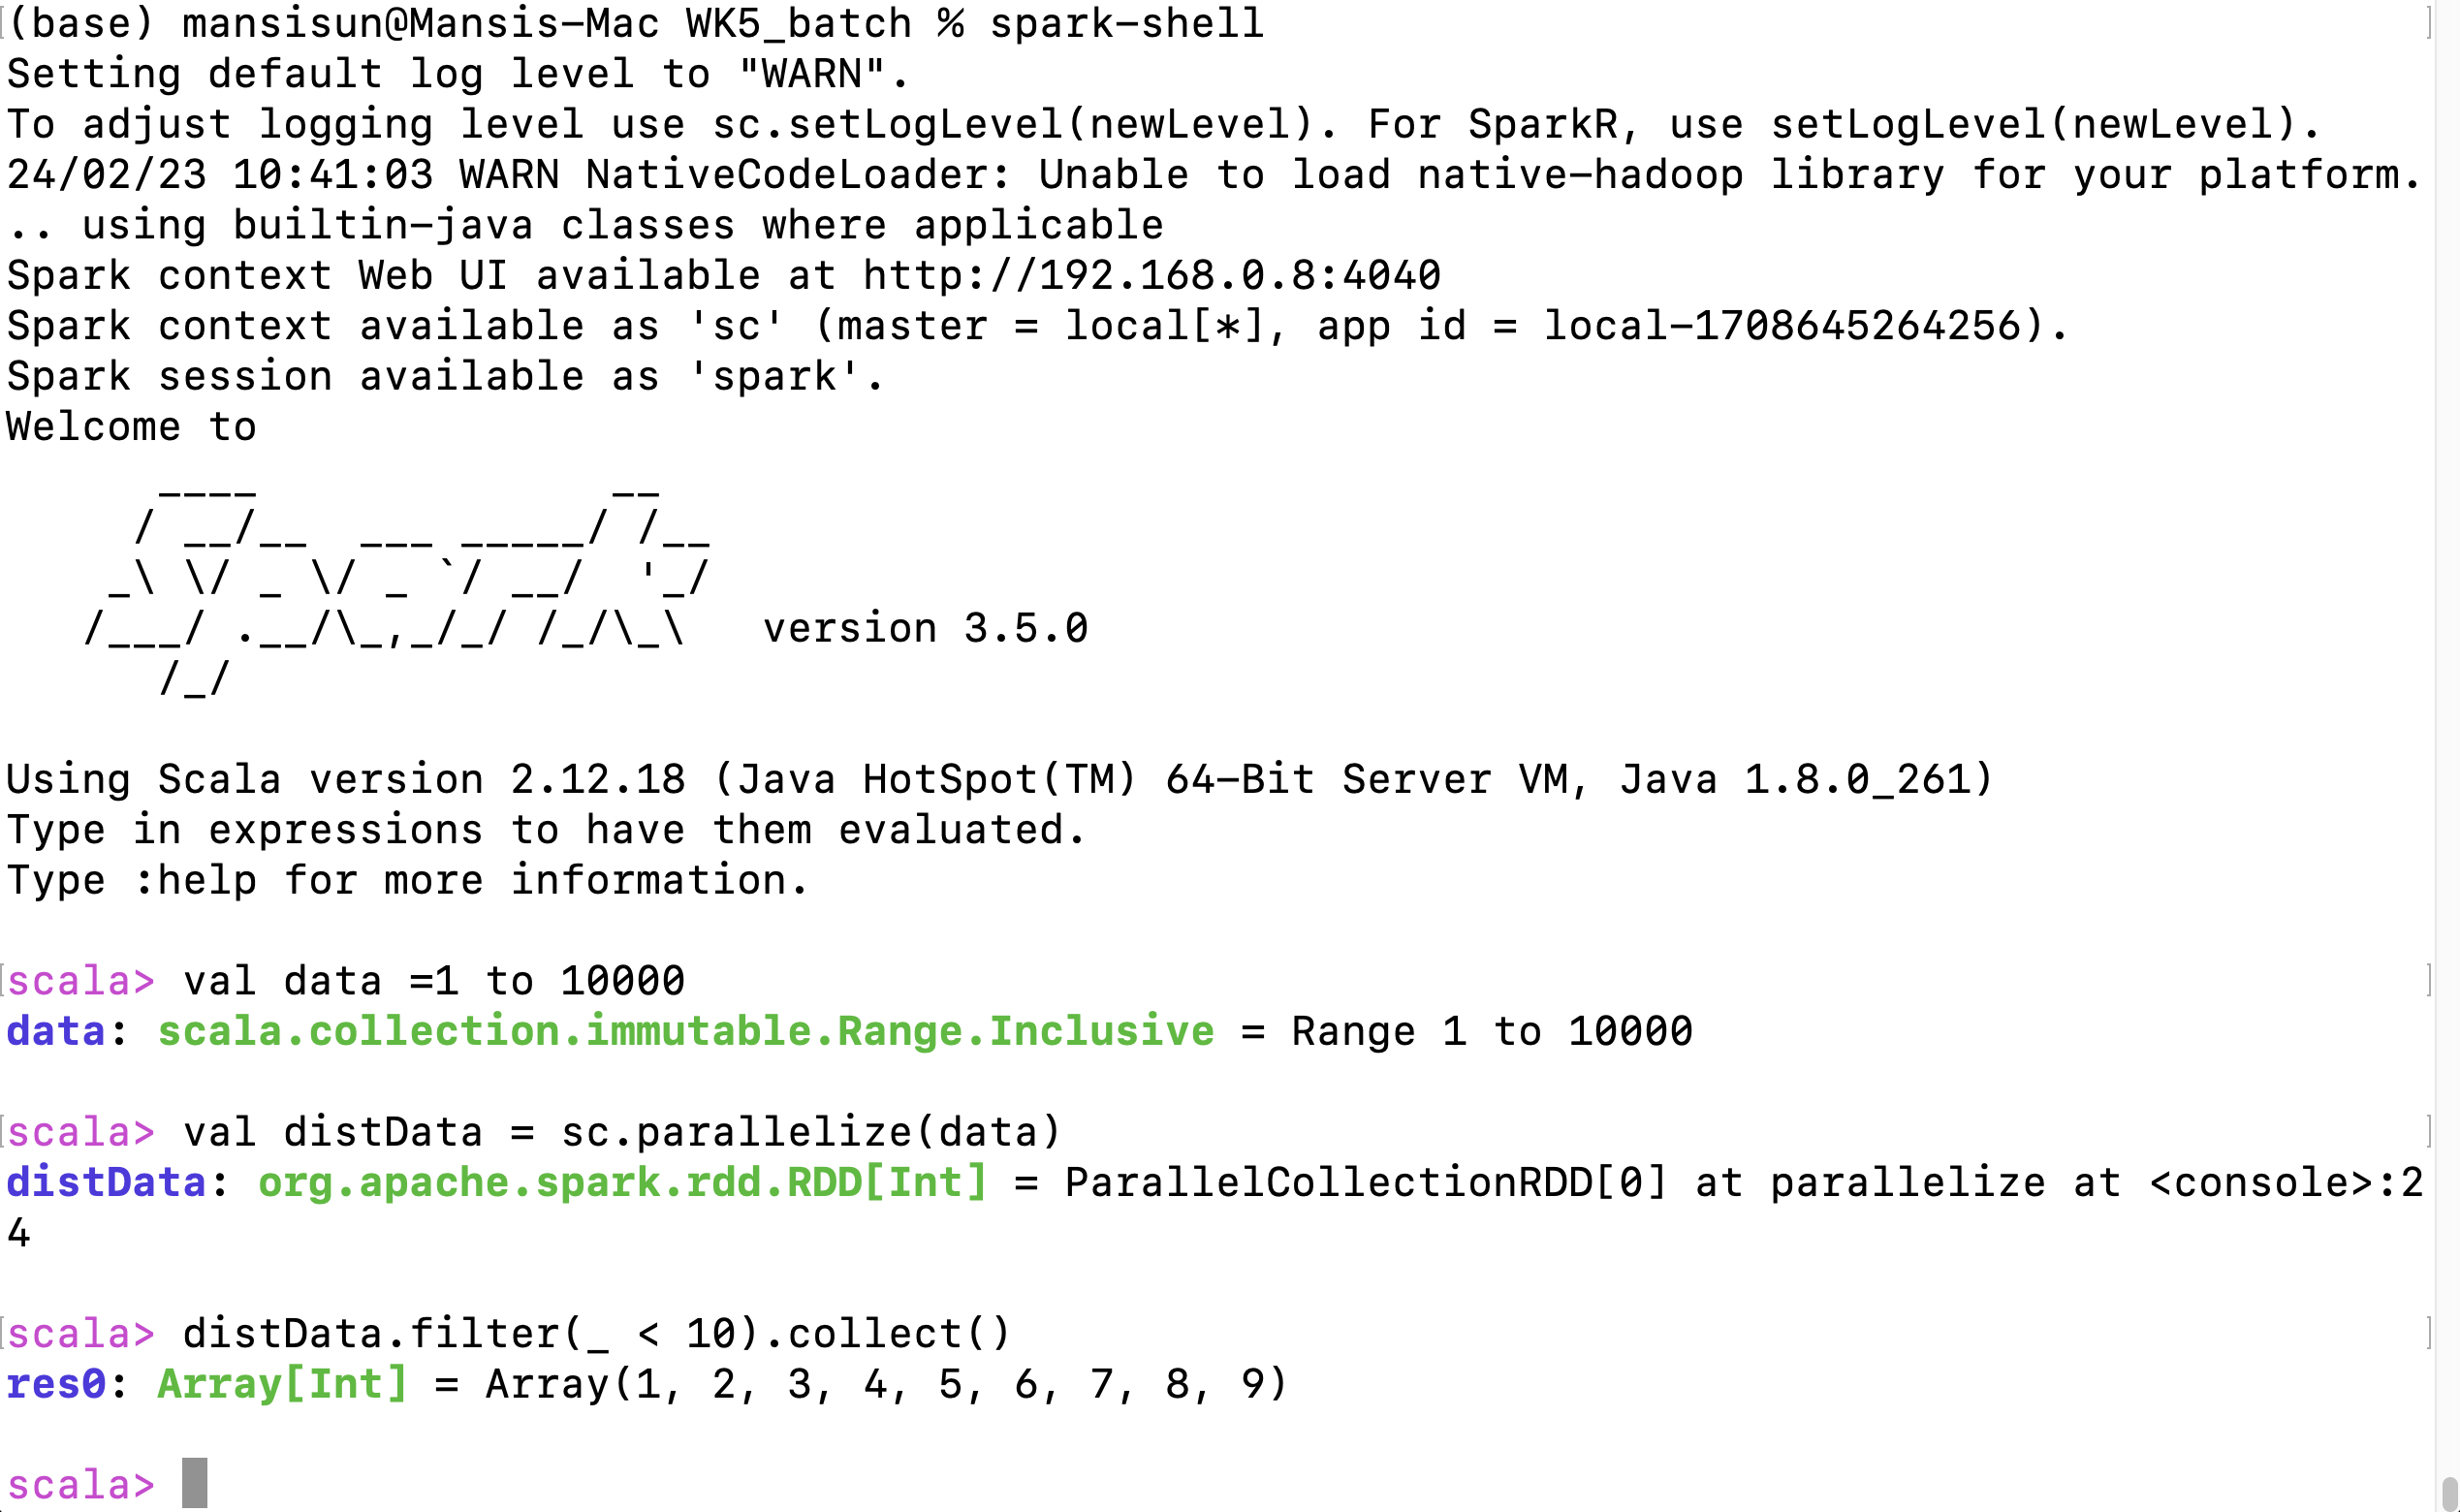 (base) mansisun@Mansis-Mac WK5_batch % spark-shell
Setting default log level to "WARN".
To adjust logging level use sc.setLogLevel(newLevel). For SparkR, use setLogLevel(newLevel).
24/02/23 10:41:03 WARN NativeCodeLoader: Unable to load native-hadoop library for your platform.
.. using builtin-java classes where applicable
Spark context Web UI available at http://192.168.0.8:4040
Spark context available as 'sc' (master = local[*], app id = local-1708645264256).
Spark session available as 'spark'.
Welcome to
      ____              __
     / __/__  ___ _____/ /__
    _\ \/ _ \/ _ `/ __/  '_/
   /___/ .__/\_,_/_/ /_/\_\   version 3.5.0
      /_/
Using Scala version 2.12.18 (Java HotSpot(TM) 64-Bit Server VM, Java 1.8.0_261)
Type in expressions to have them evaluated.
Type :help for more information.
scala> val data =1 to 10000
data: scala.collection.immutable.Range.Inclusive = Range 1 to 10000
scala> val distData = sc.parallelize(data)
distData: org.apache.spark.rdd.RDD[Int] = ParallelCollectionRDD[0] at parallelize at <console>:2
4
scala> distData.filter(_ < 10).collect()
res0: Array[Int] = Array(1, 2, 3, 4, 5, 6, 7, 8, 9)
scala>